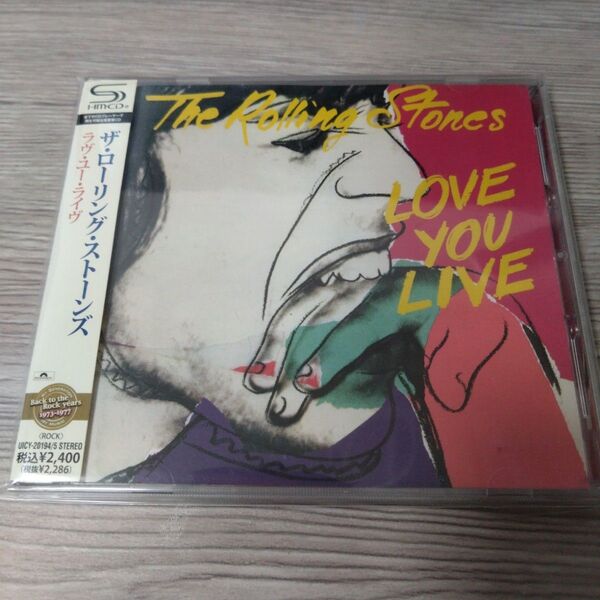 SHM-CD
ザ・ローリング・ストーンズ
ラヴ・ユー・ライヴ
Back to the
Rock years
1973-1977
(ROCK)
UICY-20194/5 STEREO
税込¥2,400
(税抜¥2,286)
The Rolling Stones
LOVE
YOU
LIVE